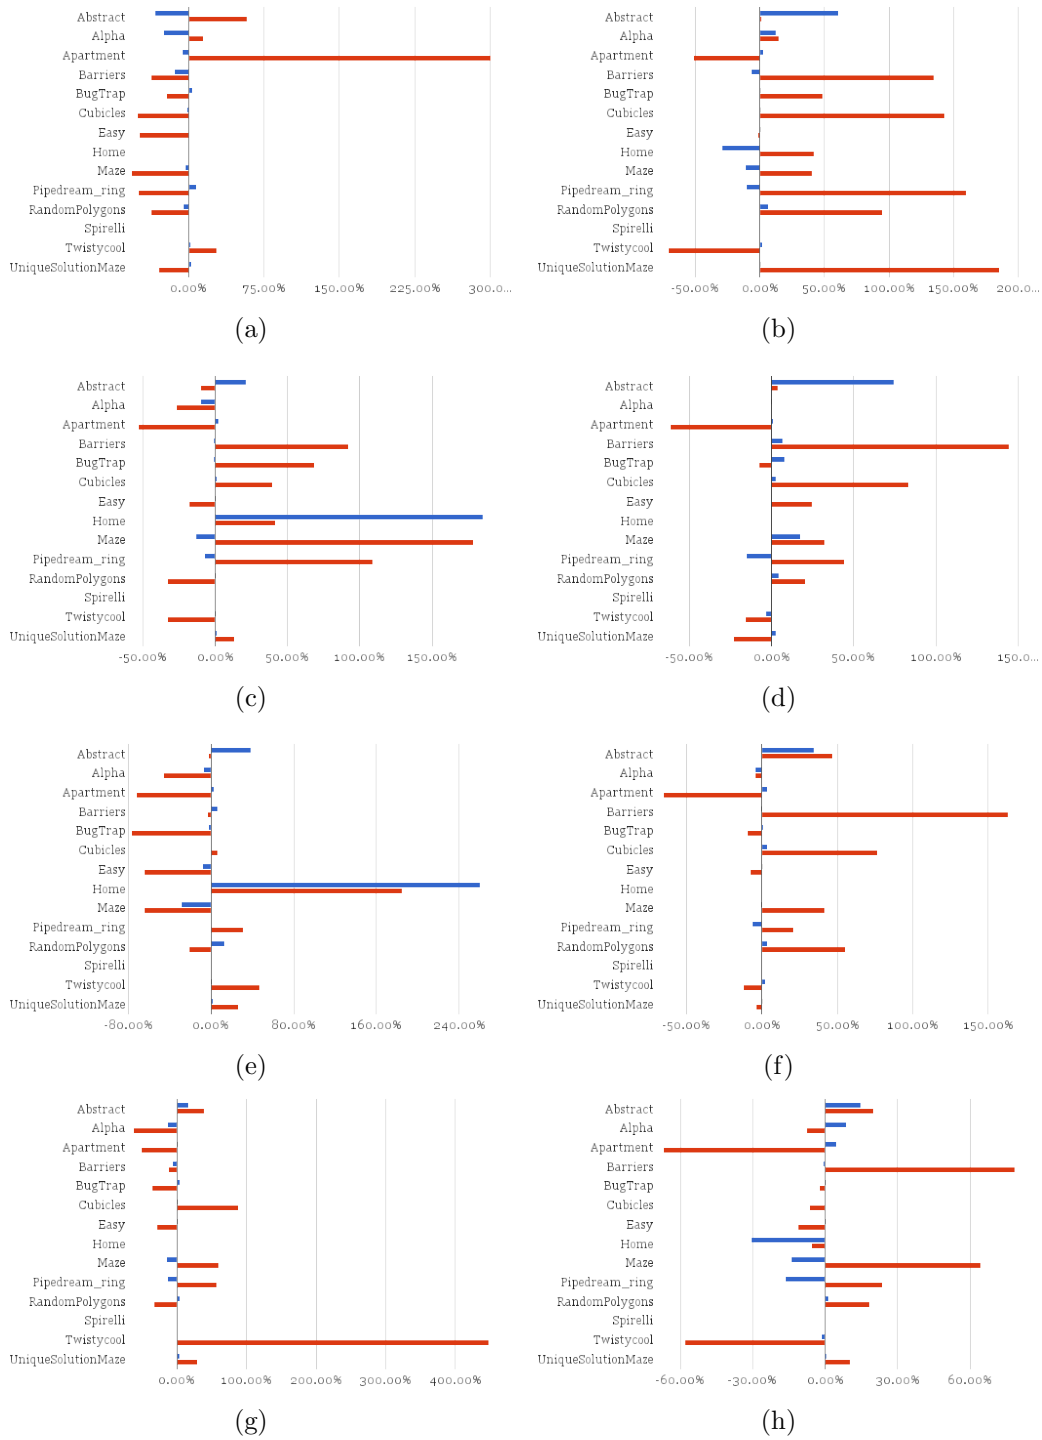 Abstract
Alpha
Apartment
Barriers
BugTrap
Cubicles
Easy
Home
Maze
Pipedream_ring
RandomPolygons
Spirelli
Twistycool
UniqueSolutionMaze
0.00% 75.00% 150.00% 225.00% 300.0...
(a)
Abstract
Alpha
Apartment
Barriers
BugTrap
Cubicles
Easy
Home
Maze
Pipedream_ring
RandomPolygons
Spirelli
Twistycool
UniqueSolutionMaze
-50.00% 0.00% 50.00% 100.00% 150.00% 200.0...
(b)
Abstract
Alpha
Apartment
Barriers
BugTrap
Cubicles
Easy
Home
Maze
Pipedream_ring
RandomPolygons
Spirelli
Twistycool
UniqueSolutionMaze
-50.00% 0.00% 50.00% 100.00% 150.00%
(c)
Abstract
Alpha
Apartment
Barriers
BugTrap
Cubicles
Easy
Home
Maze
Pipedream_ring
RandomPolygons
Spirelli
Twistycool
UniqueSolutionMaze
-50.00% 0.00% 50.00% 100.00% 150.0...
(d)
Abstract
Alpha
Apartment
Barriers
BugTrap
Cubicles
Easy
Home
Maze
Pipedream_ring
RandomPolygons
Spirelli
Twistycool
UniqueSolutionMaze
-80.00% 0.00% 80.00% 160.00% 240.00%
(e)
Abstract
Alpha
Apartment
Barriers
BugTrap
Cubicles
Easy
Home
Maze
Pipedream_ring
RandomPolygons
Spirelli
Twistycool
UniqueSolutionMaze
-50.00% 0.00% 50.00% 100.00% 150.00%
(f)
Abstract
Alpha
Apartment
Barriers
BugTrap
Cubicles
Easy
Home
Maze
Pipedream_ring
RandomPolygons
Spirelli
Twistycool
UniqueSolutionMaze
0.00% 100.00% 200.00% 300.00% 400.00%
(g)
Abstract
Alpha
Apartment
Barriers
BugTrap
Cubicles
Easy
Home
Maze
Pipedream_ring
RandomPolygons
Spirelli
Twistycool
UniqueSolutionMaze
-60.00% -30.00% 0.00% 30.00% 60.00%
(h)